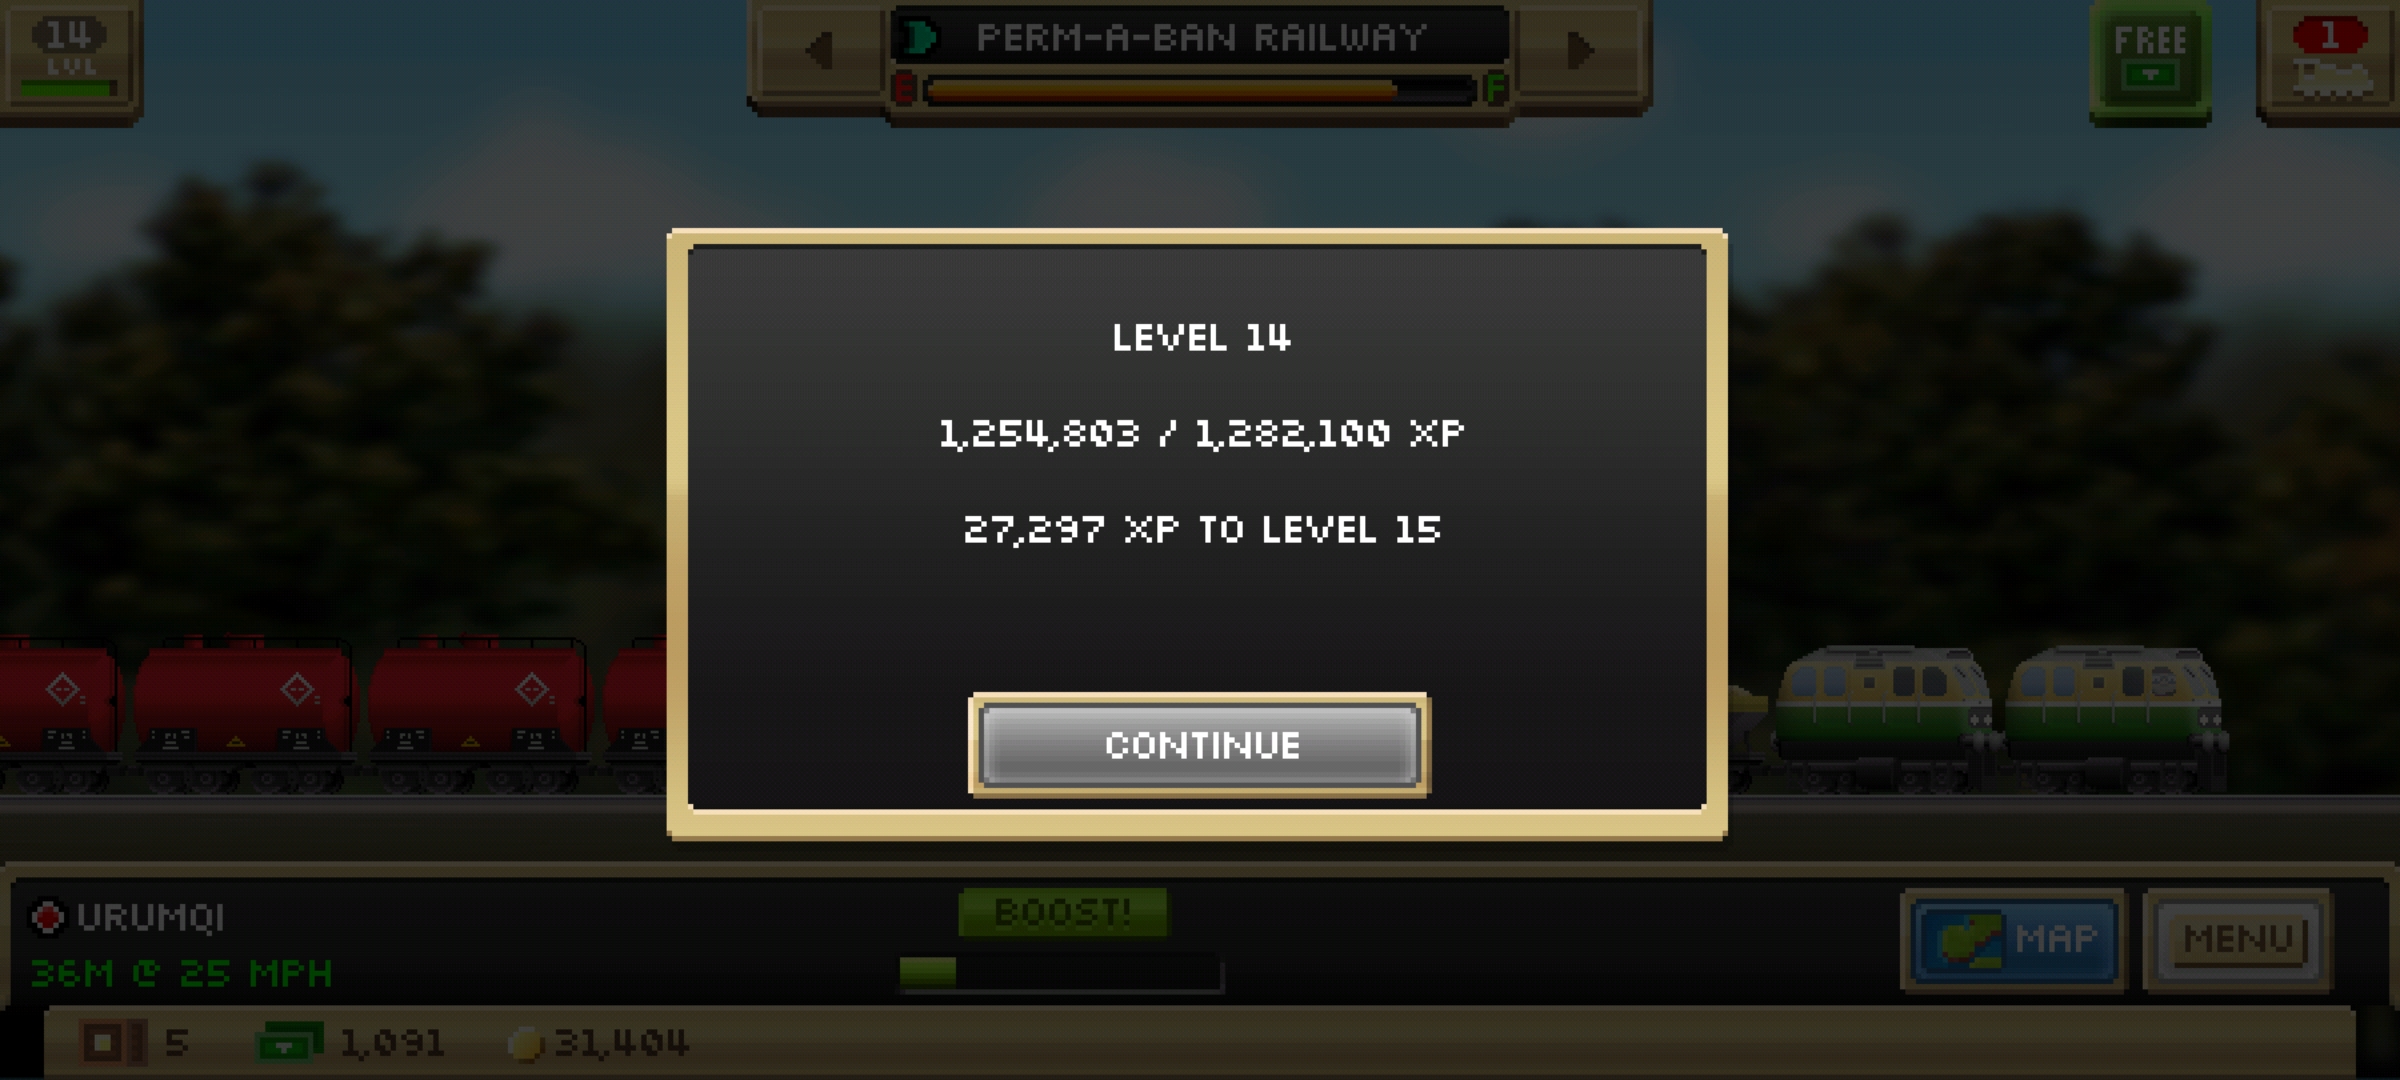 14
LVL
PERM-A-BAN RAILWAY
E F
FREE
1
LEVEL 14
1,254,803 / 1,282,100 XP
27,297 XP TO LEVEL 15
CONTINUE
URUMQI
36M @ 25 MPH
BOOST!
MAP
MENU
5
1,091
31,404